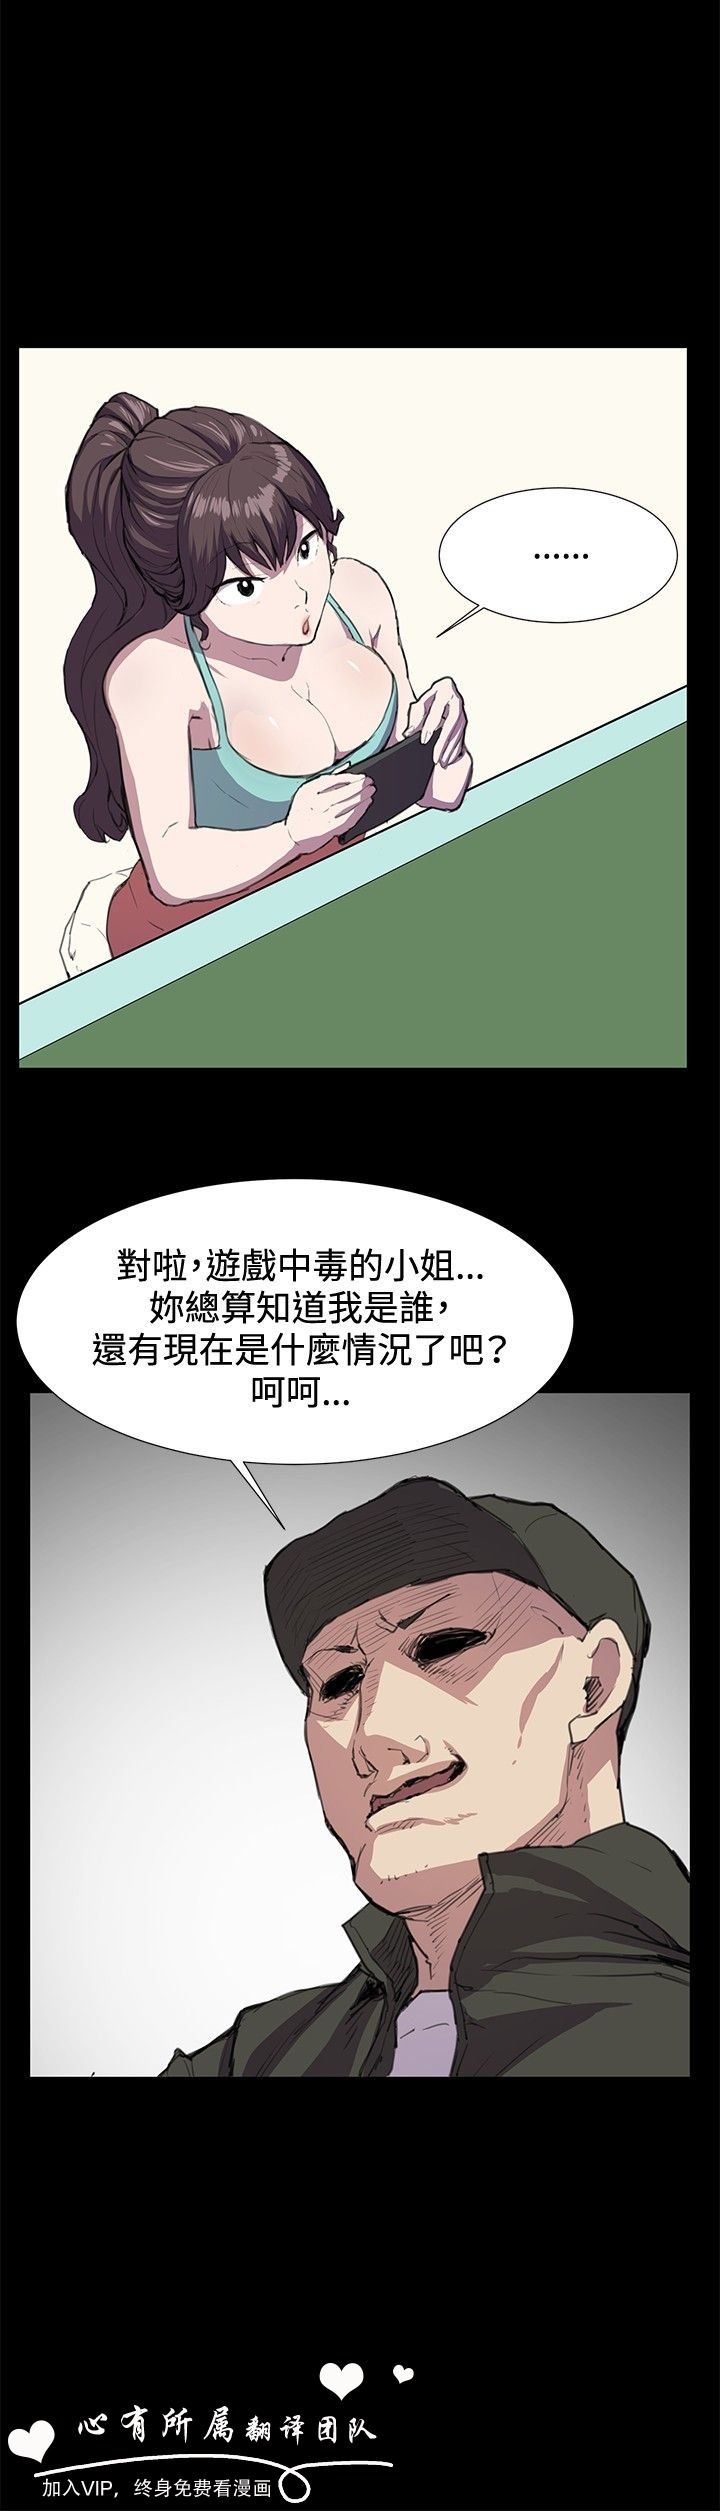 ……
對啦，遊戲中毒的小姐…
妳總算知道我是誰，
還有現在是什麼情況了吧？
呵呵…
心有所属翻译团队
加入VIP，终身免费看漫画